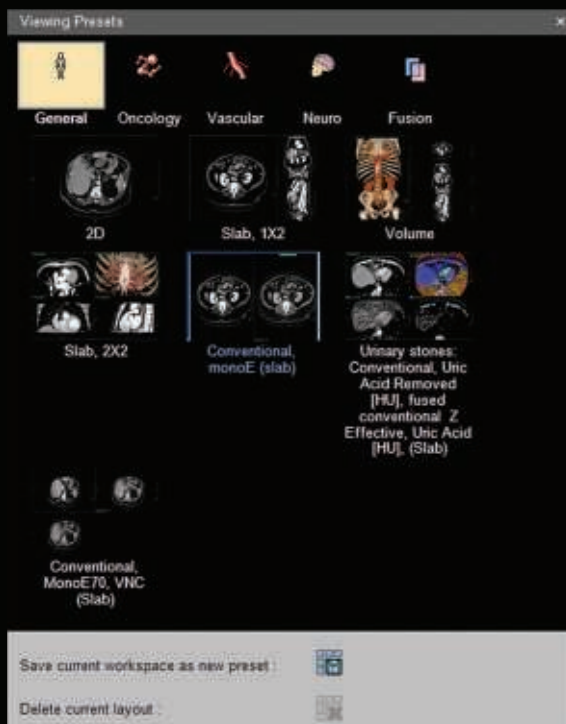 Viewing Presets
General Oncology Vascular Neuro Fusion
2D Slab, 1X2 Volume
Slab, 2X2
Conventional,
monoE (slab)
Urinary stones:
Conventional, Uric
Acid Removed
[HU], fused
conventional Z
Effective, Uric Acid
[HU], (Slab)
Conventional,
MonoE70, VNC
(Slab)
Save current workspace as new preset :
Delete current layout :